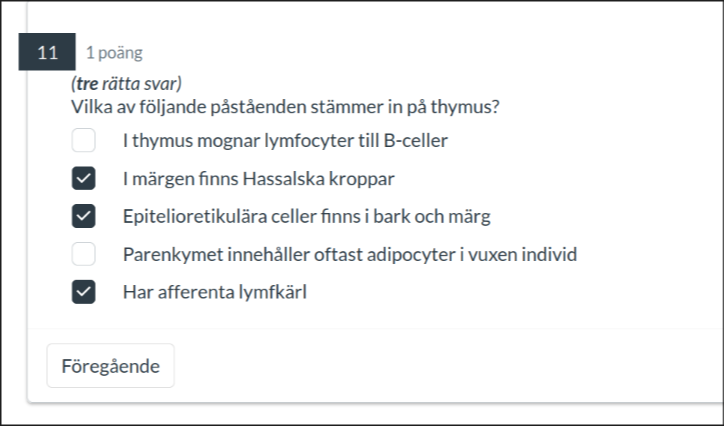 11 1 poäng
(tre rätta svar)
Vilka av följande påståenden stämmer in på thymus?
I thymus mognar lymfocyter till B-celler
I märgen finns Hassalska kroppar
Epitelioretikulära celler finns i bark och märg
Parenkymet innehåller oftast adipocyter i vuxen individ
Har afferenta lymfkärl
Föregående